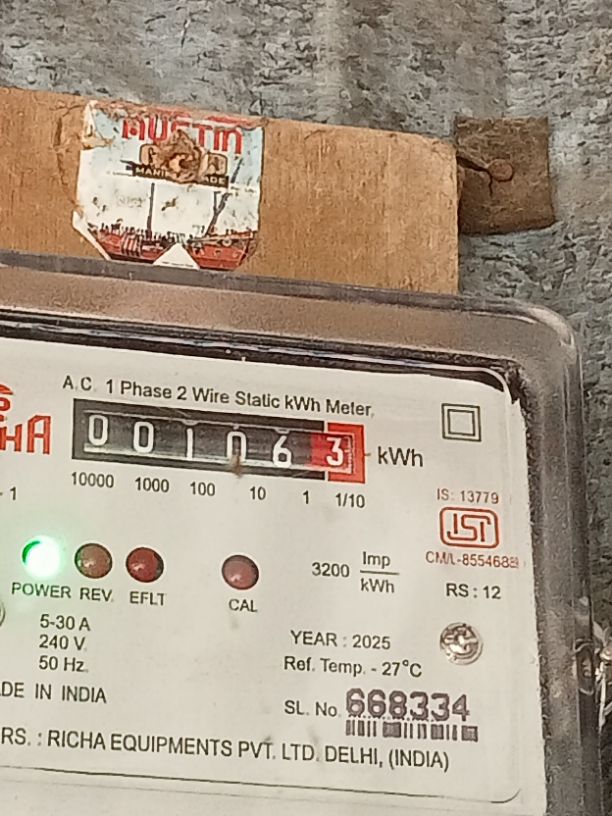 MUSTM
A.C. 1 Phase 2 Wire Static kWh Meter,
HA
0 0 1 0 6 3 kWh
10000 1000 100 10 1 1/10
- 1
IS: 13779
ISI
CM/L-8554688
3200 Imp/kWh
RS : 12
POWER REV. EFLT CAL
5-30 A
240 V.
50 Hz.
YEAR : 2025
Ref. Temp. - 27°C
DE IN INDIA
SL. No. 668334
RS. : RICHA EQUIPMENTS PVT. LTD. DELHI, (INDIA)